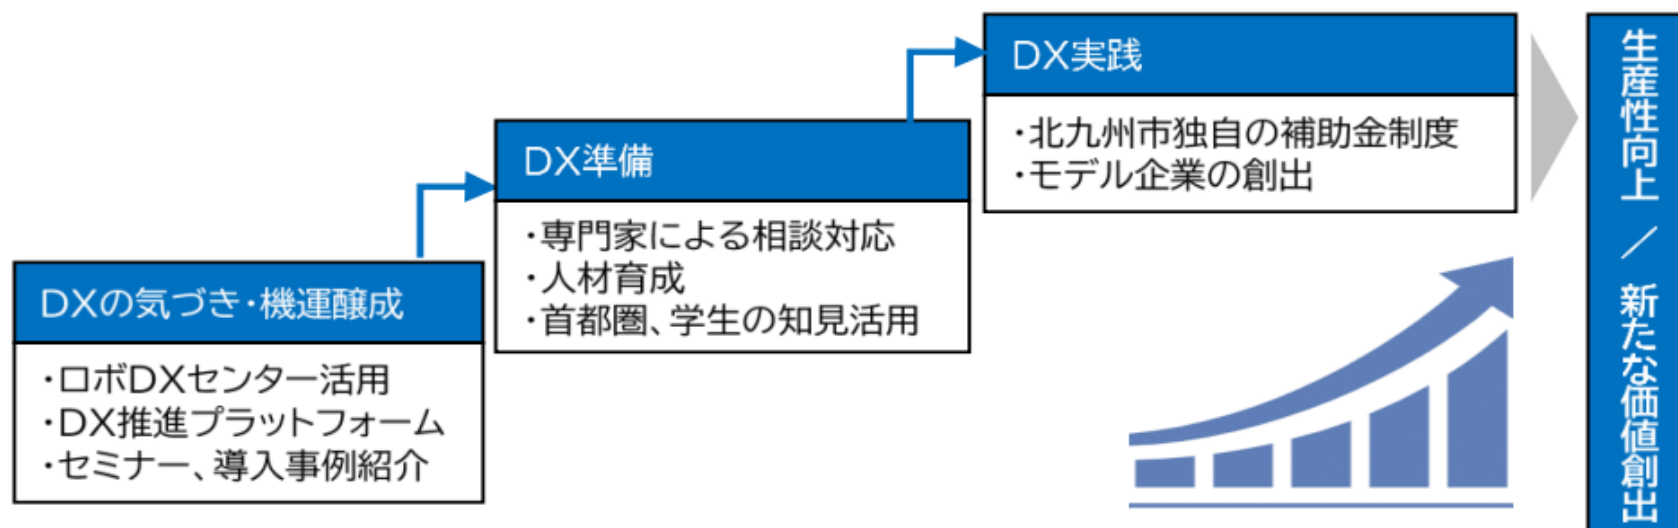 DXの気づき・機運醸成
・ロボDXセンター活用
・DX推進プラットフォーム
・セミナー、導入事例紹介
DX準備
・専門家による相談対応
・人材育成
・首都圏、学生の知見活用
DX実践
・北九州市独自の補助金制度
・モデル企業の創出
生産性向上 / 新たな価値創出